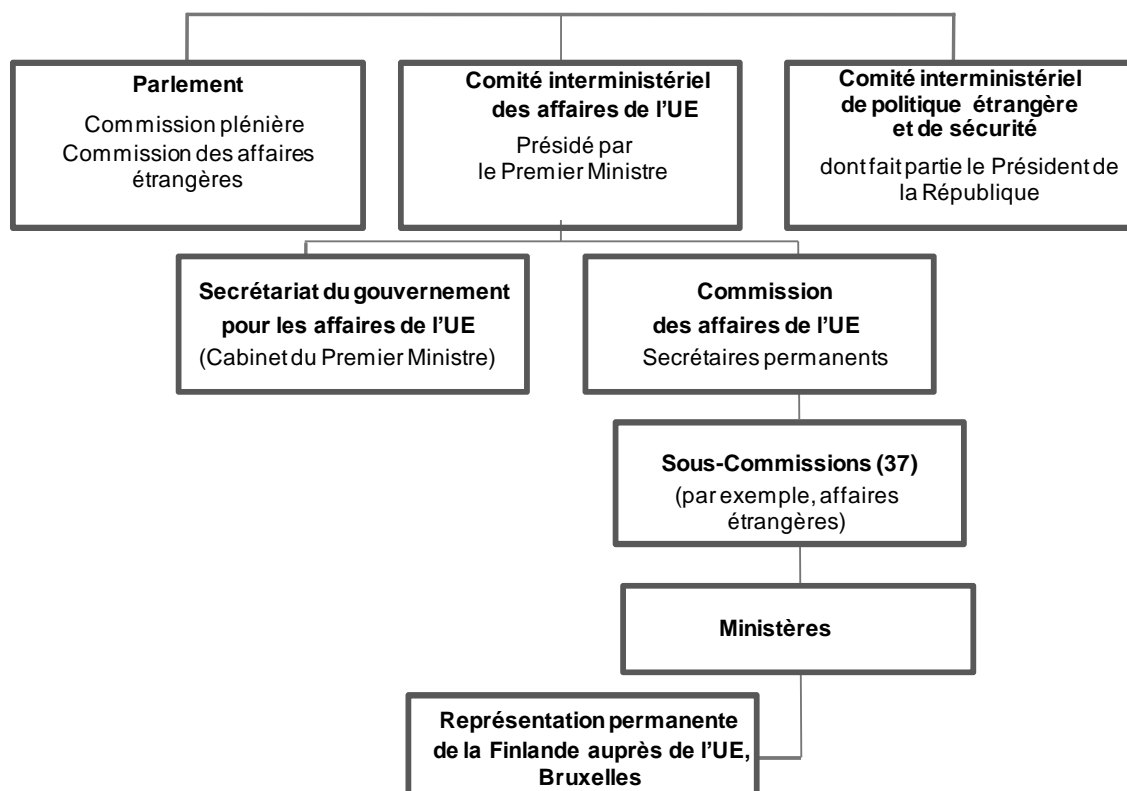 Parlement
Commission plénière
Commission des affaires
étrangères
Comité interministériel
des affaires de l'UE
Présidé par
le Premier Ministre
Comité interministériel
de politique étrangère
et de sécurité
dont fait partie le Président de
la République
Secrétariat du gouvernement
pour les affaires de l'UE
(Cabinet du Premier Ministre)
Commission
des affaires de l'UE
Secrétaires permanents
Sous-Commissions (37)
(par exemple, affaires
étrangères)
Ministères
Représentation permanente
de la Finlande auprès de l'UE,
Bruxelles